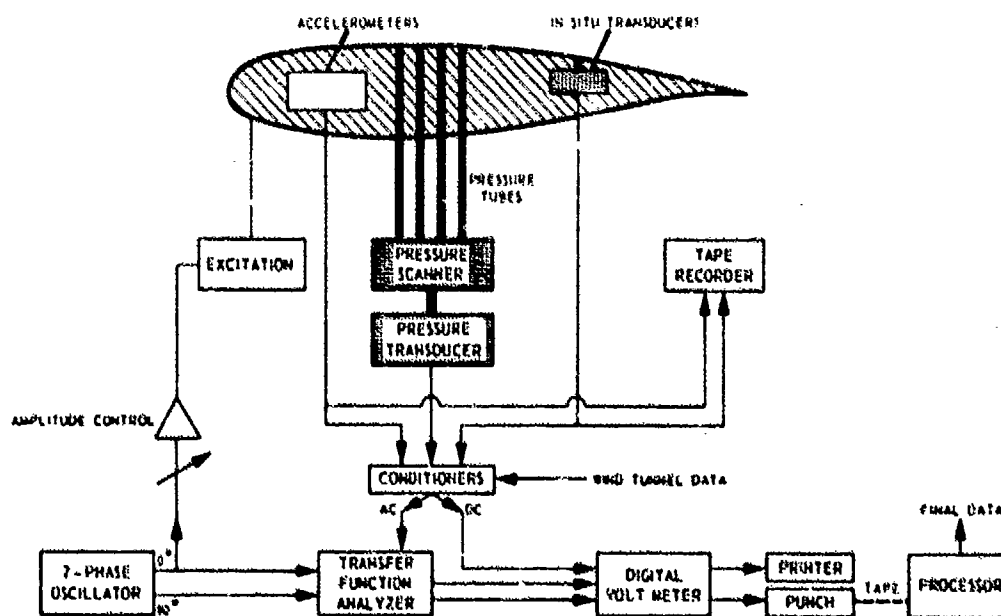 ACCELEROMETERS
IN SITU TRANSDUCERS
PRESSURE
TUBES
EXCITATION
PRESSURE
SCANNER
TAPE
RECORDER
PRESSURE
TRANSDUCER
AMPLITUDE CONTROL
CONDITIONERS
WIND TUNNEL DATA
AC
DC
FINAL DATA
2-PHASE
OSCILLATOR
0°
90°
TRANSFER
FUNCTION
ANALYZER
DIGITAL
VOLT METER
PRINTER
PUNCH
TAPE
PROCESSOR